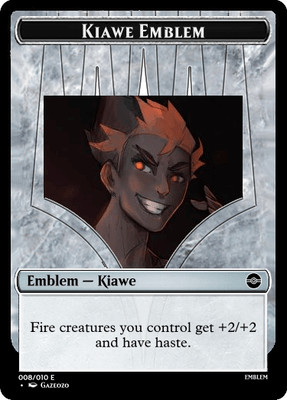 Kiawe Emblem
Emblem — Kiawe
Fire creatures you control get +2/+2
and have haste.
008/010 E
EMBLEM
• Gazeozo